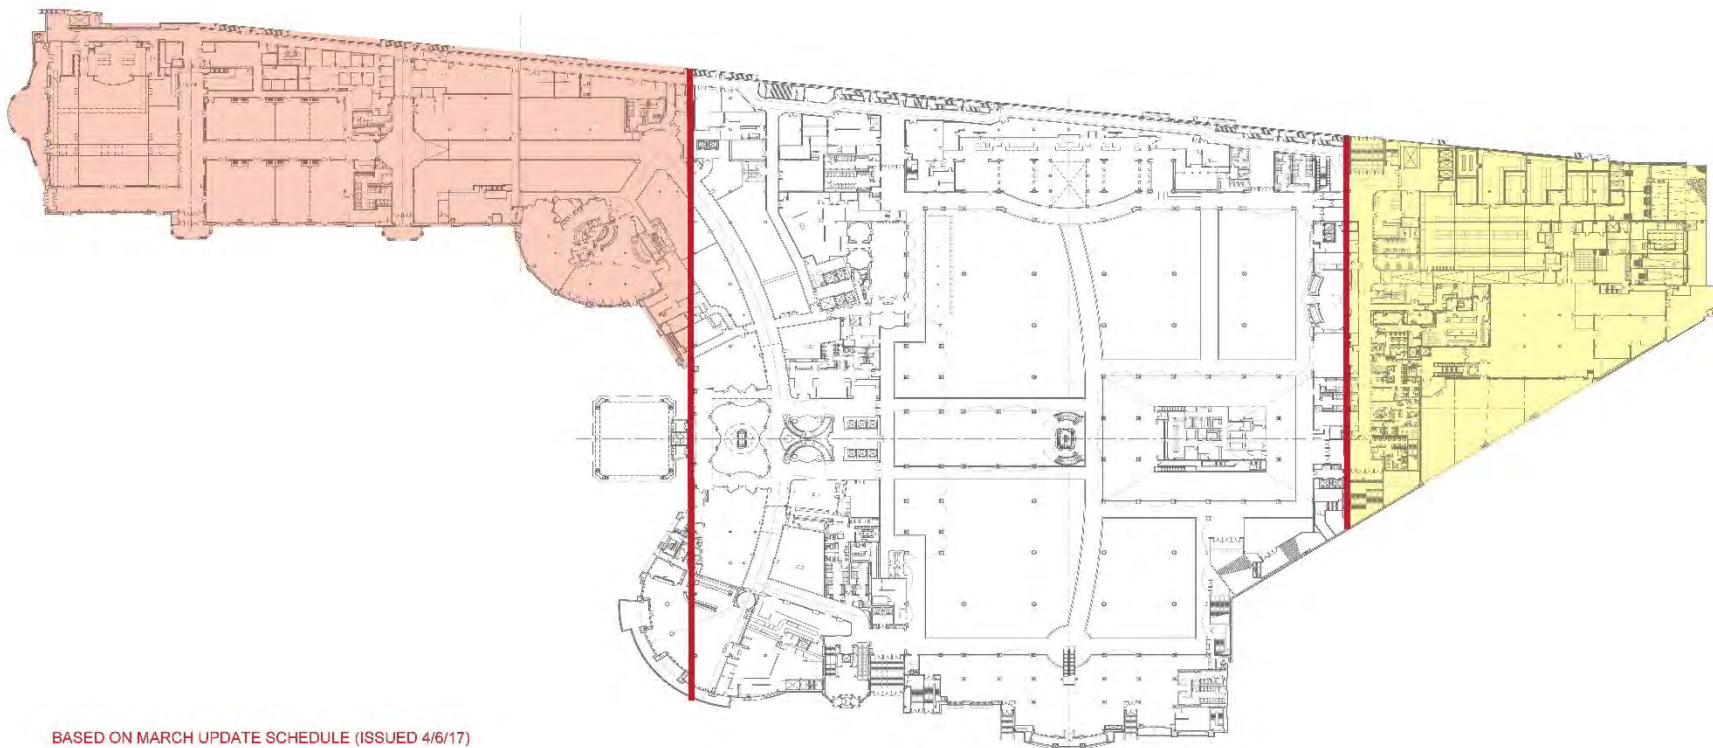 BASED ON MARCH UPDATE SCHEDULE (ISSUED 4/6/17)